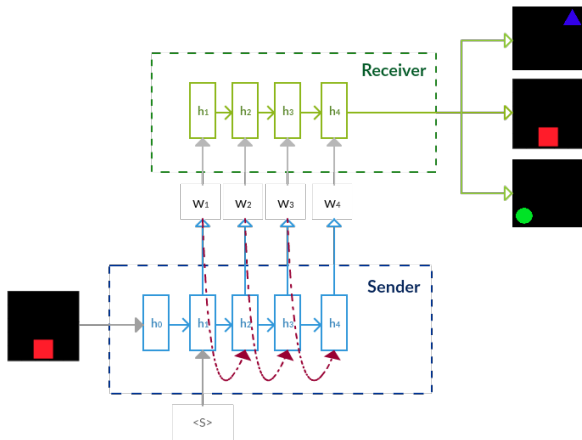 Receiver
h1 h2 h3 h4
w1 w2 w3 w4
Sender
h0 h1 h2 h3 h4
<S>